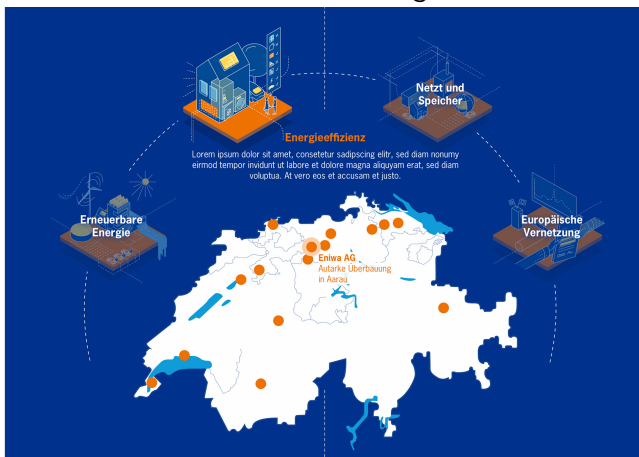 Netzt und
Speicher
Energieeffizienz
Lorem ipsum dolor sit amet, consetetur sadipscing elitr, sed diam nonumy
eirmod tempor invidunt ut labore et dolore magna aliquyam erat, sed diam
voluptua. At vero eos et accusam et justo.
Erneuerbare
Energie
Europäische
Vernetzung
Eniwa AG
Autarke Überbauung
in Aarau